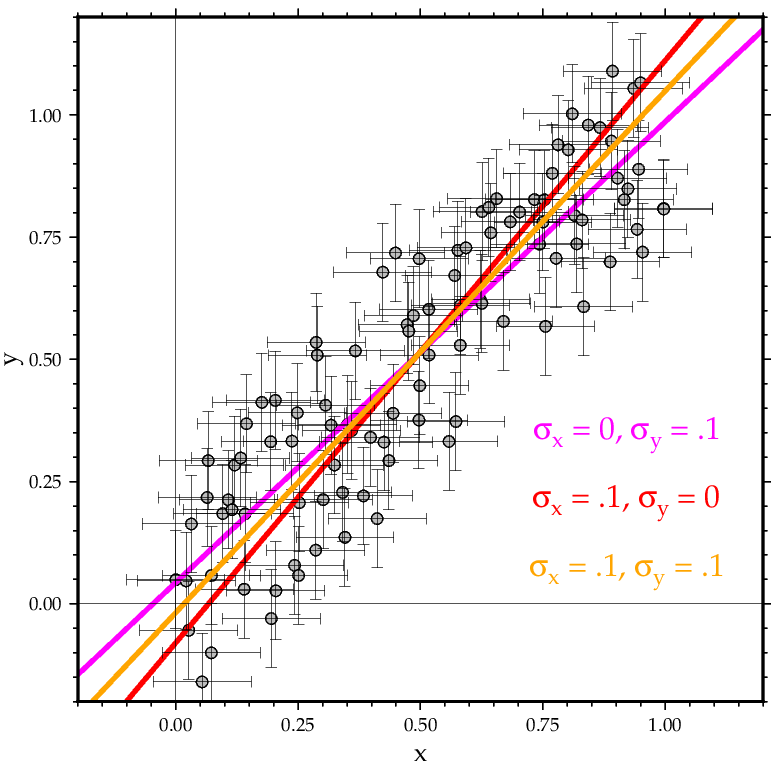 y
1.00
0.75
0.50
0.25
0.00
σx = 0, σy = .1
σx = .1, σy = 0
σx = .1, σy = .1
0.00 0.25 0.50 0.75 1.00
x